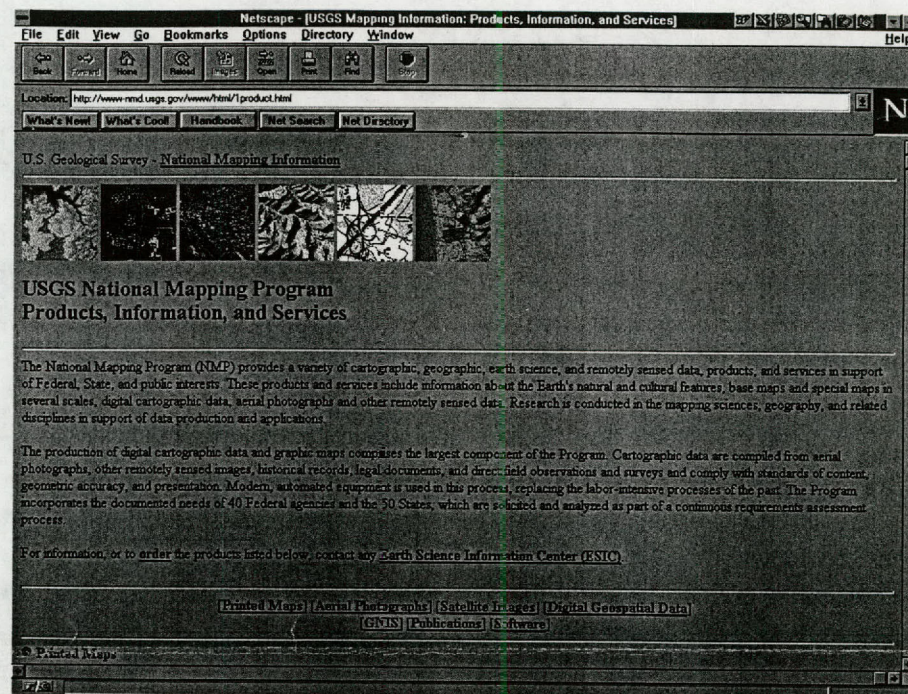 Netscape - [USGS Mapping Information: Products, Information, and Services]
File Edit View Go Bookmarks Options Directory Window Help
Back Forward Home Reload Images Open Print Find Stop
Location: http://www-nmd.usgs.gov/www/html/1product.html
What's New! What's Cool! Handbook Net Search Net Directory
N
U.S. Geological Survey - National Mapping Information
USGS National Mapping Program
Products, Information, and Services
The National Mapping Program (NMP) provides a variety of cartographic, geographic, earth science, and remotely sensed data, products, and services in support
of Federal, State, and public interests. These products and services include information about the Earth's natural and cultural features, base maps and special maps in
several scales, digital cartographic data, aerial photographs and other remotely sensed data. Research is conducted in the mapping sciences, geography, and related
disciplines in support of data production and applications.
The production of digital cartographic data and graphic maps comprises the largest component of the Program. Cartographic data are compiled from aerial
photographs, other remotely sensed images, historical records, legal documents, and direct field observations and surveys and comply with standards of content,
geometric accuracy, and presentation. Modern, automated equipment is used in this process, replacing the labor-intensive processes of the past. The Program
incorporates the documented needs of 40 Federal agencies and the 50 States, which are solicited and analyzed as part of a continuous requirements assessment
process.
For information, or to order the products listed below, contact any Earth Science Information Center (ESIC).
[Printed Maps] [Aerial Photographs] [Satellite Images] [Digital Geospatial Data]
[GNIS] [Publications] [Software]
Printed Maps